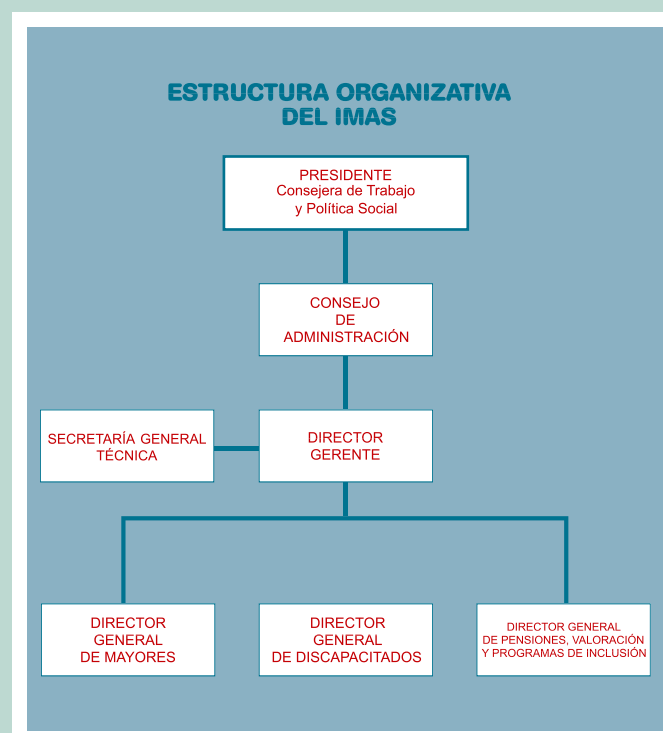 ESTRUCTURA ORGANIZATIVA
DEL IMAS
PRESIDENTE
Consejera de Trabajo
y Política Social
CONSEJO
DE
ADMINISTRACIÓN
SECRETARÍA GENERAL
TÉCNICA
DIRECTOR
GERENTE
DIRECTOR
GENERAL
DE MAYORES
DIRECTOR
GENERAL
DE DISCAPACITADOS
DIRECTOR GENERAL
DE PENSIONES, VALORACIÓN
Y PROGRAMAS DE INCLUSIÓN